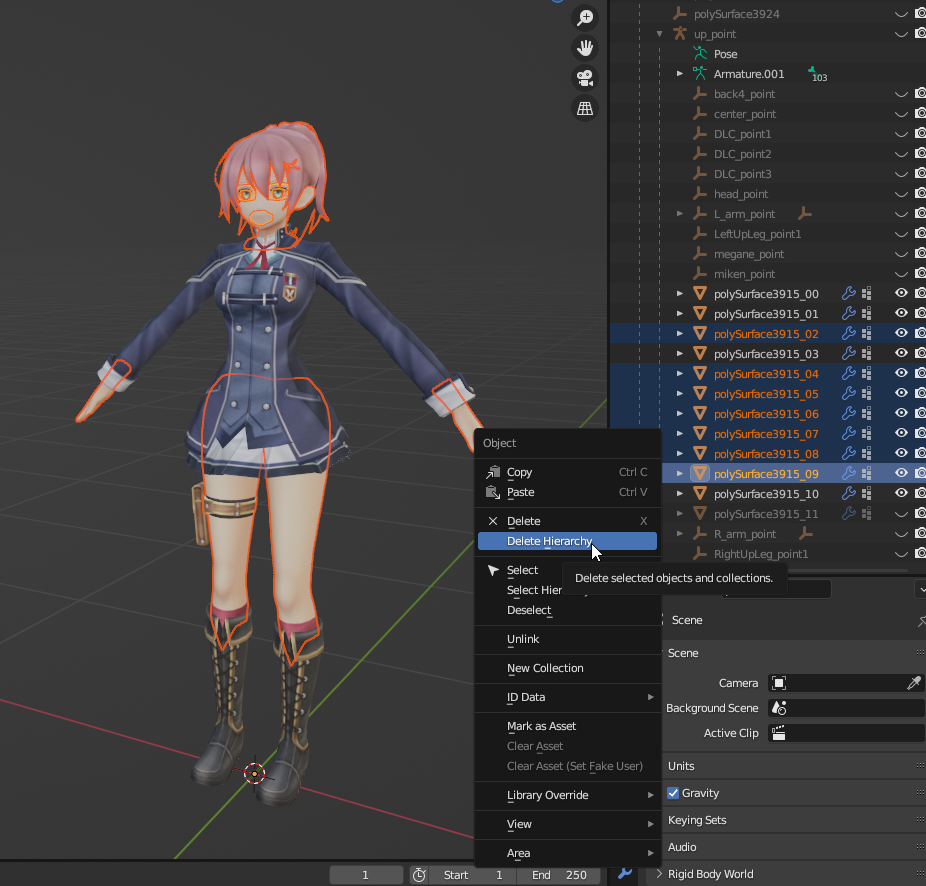 polySurface3924
up_point
Pose
Armature.001 103
back4_point
center_point
DLC_point1
DLC_point2
DLC_point3
head_point
L_arm_point
LeftUpLeg_point1
megane_point
miken_point
polySurface3915_00
polySurface3915_01
polySurface3915_02
polySurface3915_03
polySurface3915_04
polySurface3915_05
polySurface3915_06
polySurface3915_07
polySurface3915_08
polySurface3915_09
polySurface3915_10
polySurface3915_11
R_arm_point
RightUpLeg_point1
Object
Copy Ctrl C
Paste Ctrl V
Delete X
Delete Hierarchy
Delete selected objects and collections.
Select
Select Hier
Deselect
Unlink
New Collection
ID Data
Mark as Asset
Clear Asset
Clear Asset (Set Fake User)
Library Override
View
Area
Scene
Scene
Camera
Background Scene
Active Clip
Units
Gravity
Keying Sets
Audio
Rigid Body World
1 Start 1 End 250